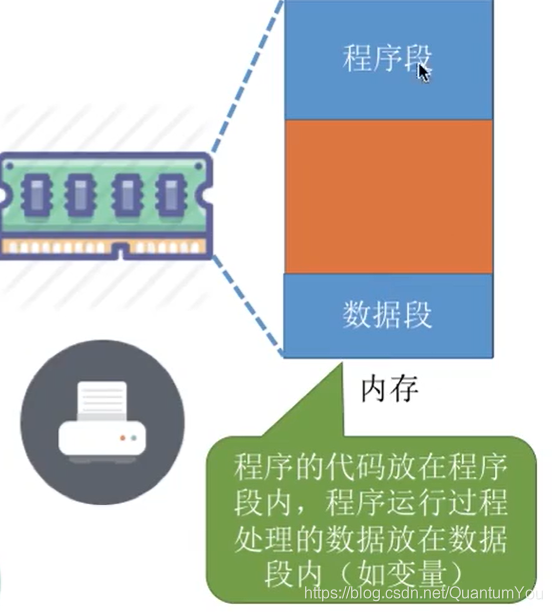 程序段
数据段
内存
程序的代码放在程序
段内，程序运行过程
处理的数据放在数据
段内（如变量）
https://blog.csdn.net/QuantumYou